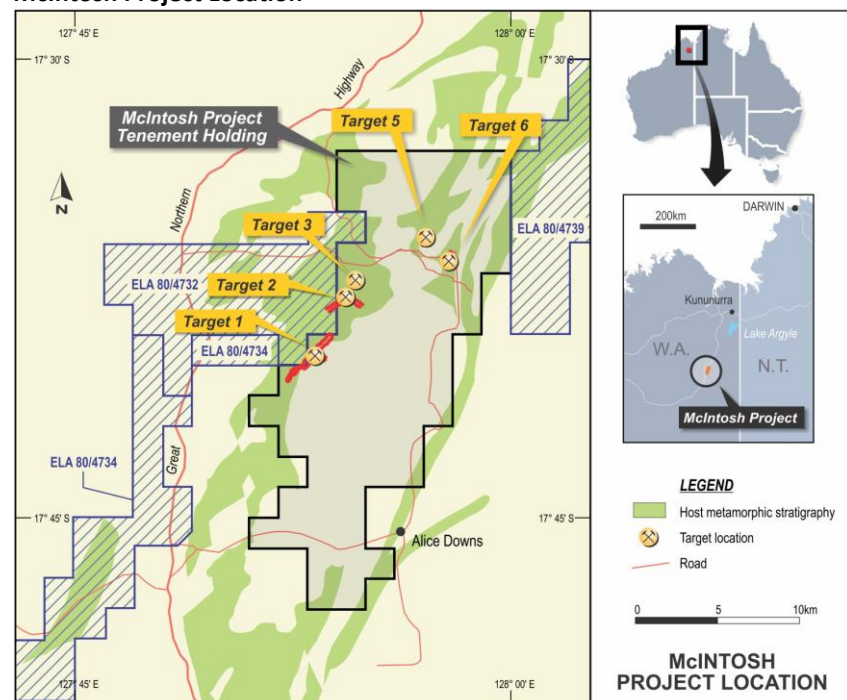 McIntosh Project Location
127° 45' E
128° 00' E
17° 30' S
17° 30' S
Highway
McIntosh Project
Tenement Holding
Target 5
Target 6
N
Northern
Target 3
ELA 80/4739
ELA 80/4732
Target 2
Target 1
ELA 80/4734
ELA 80/4734
Great
17° 45' S
17° 45' S
Alice Downs
127° 45' E
128° 00' E
200km
DARWIN
Kununurra
Lake Argyle
W.A.
N.T.
McIntosh Project
LEGEND
Host metamorphic stratigraphy
Target location
Road
0 5 10km
McINTOSH
PROJECT LOCATION